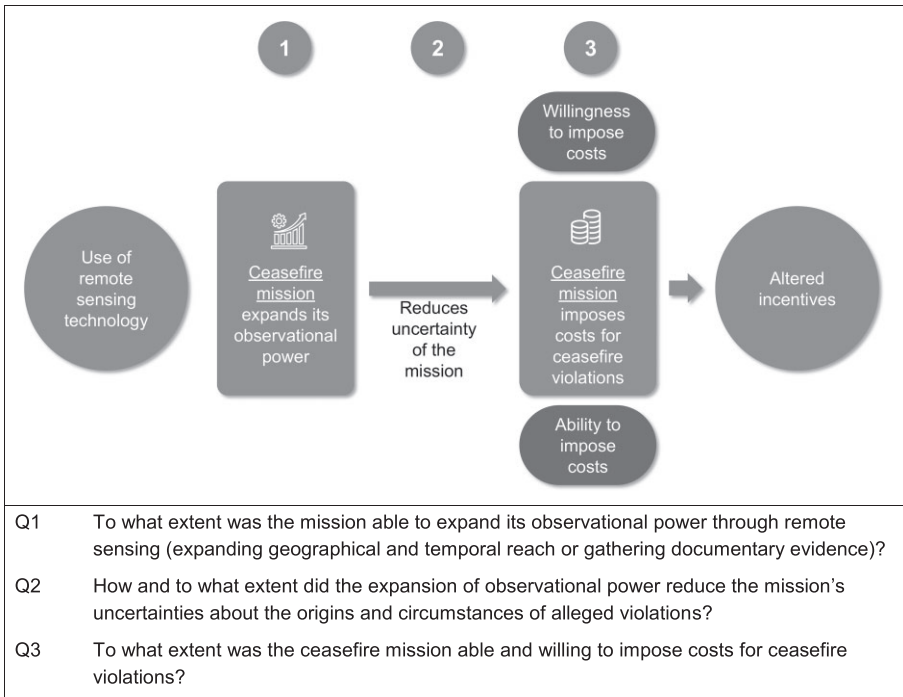 1
2
3
Willingness
to impose
costs
Use of
remote
sensing
technology
Ceasefire
mission
expands its
observational
power
Reduces
uncertainty
of the
mission
Ceasefire
mission
imposes
costs for
ceasefire
violations
Altered
incentives
Ability to
impose
costs
Q1 To what extent was the mission able to expand its observational power through remote
sensing (expanding geographical and temporal reach or gathering documentary evidence)?
Q2 How and to what extent did the expansion of observational power reduce the mission's
uncertainties about the origins and circumstances of alleged violations?
Q3 To what extent was the ceasefire mission able and willing to impose costs for ceasefire
violations?